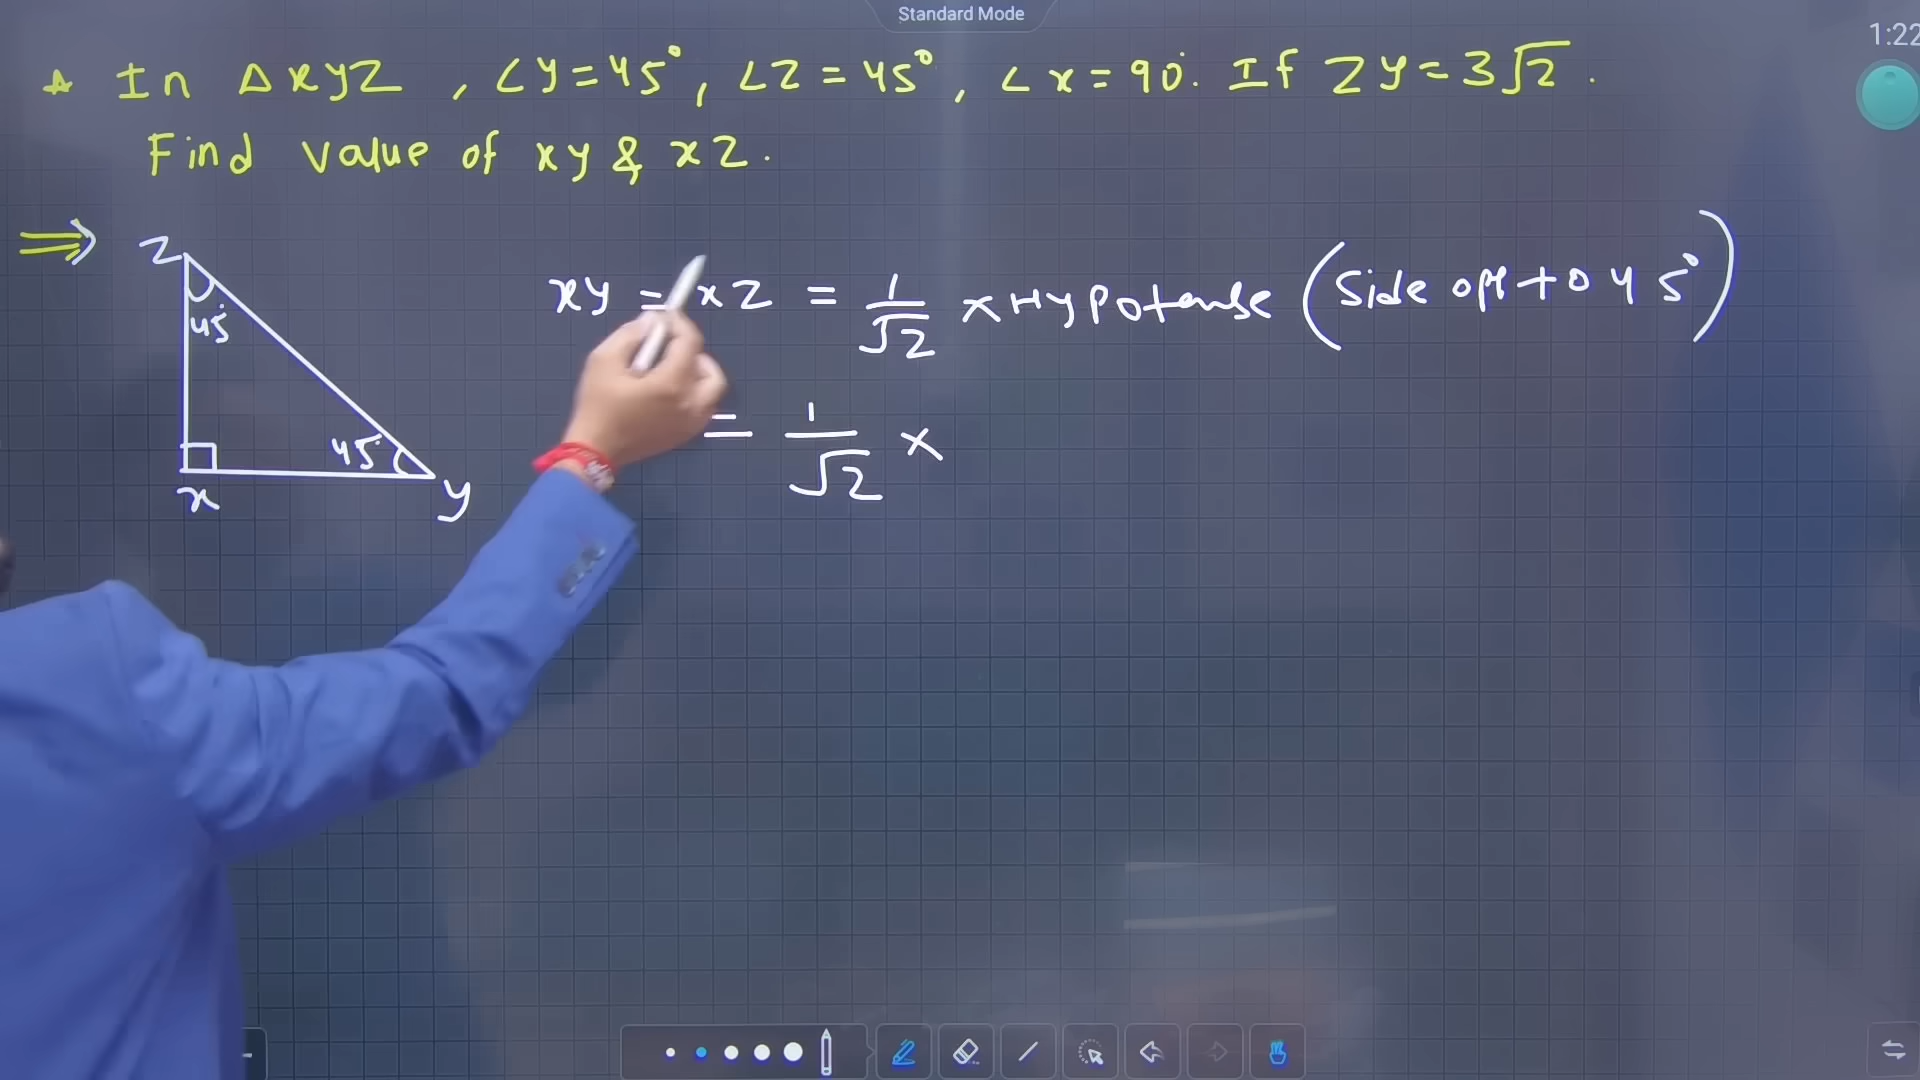 Standard Mode
1:22
☆ In ΔxyZ , ∠y=45°, ∠Z=45°, ∠x=90°. If Zy=3√2 .
Find value of xy & xz.
⇒
Z
45°
45°
x
y
xy = xz = 1/√2 × Hypotenuse (Side opp to 45°)
= 1/√2 ×